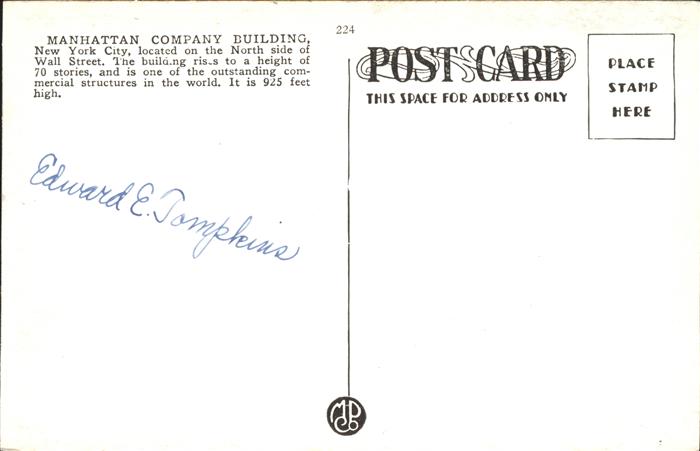 224
MANHATTAN COMPANY BUILDING,
New York City, located on the North side of
Wall Street. The building rises to a height of
70 stories, and is one of the outstanding com-
mercial structures in the world. It is 925 feet
high.
Edward E. Tompkins
POST CARD
THIS SPACE FOR ADDRESS ONLY
PLACE
STAMP
HERE